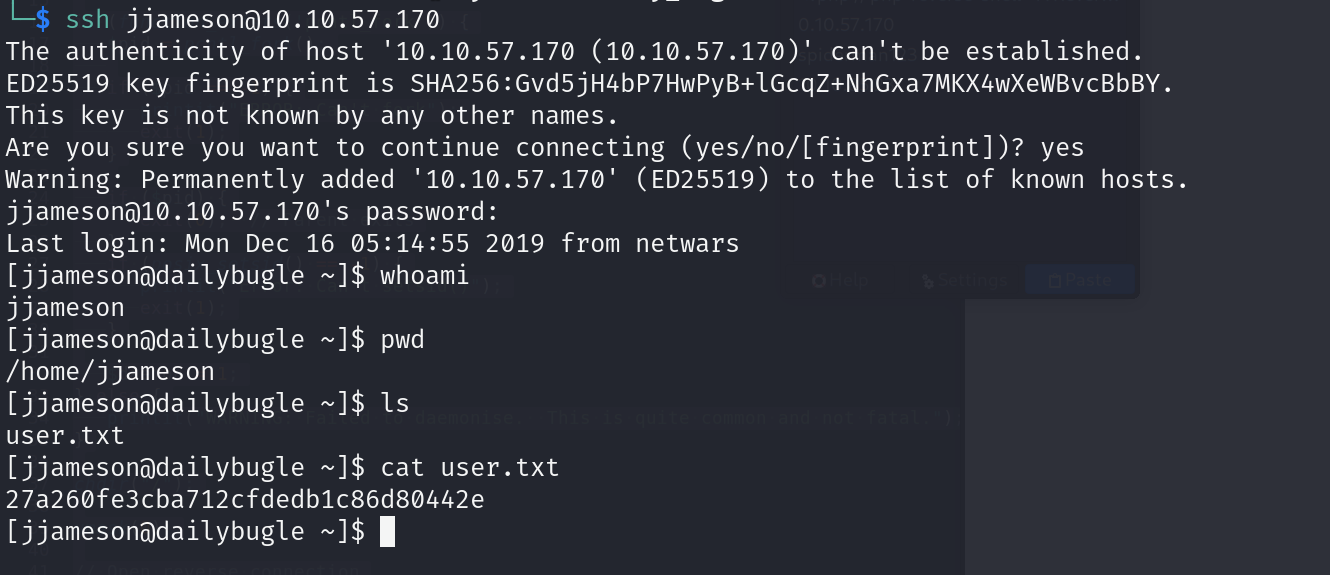 └─$ ssh jjameson@10.10.57.170
The authenticity of host '10.10.57.170 (10.10.57.170)' can't be established.
ED25519 key fingerprint is SHA256:Gvd5jH4bP7HwPyB+lGcqZ+NhGxa7MKX4wXeWBvcBbBY.
This key is not known by any other names.
Are you sure you want to continue connecting (yes/no/[fingerprint])? yes
Warning: Permanently added '10.10.57.170' (ED25519) to the list of known hosts.
jjameson@10.10.57.170's password:
Last login: Mon Dec 16 05:14:55 2019 from netwars
[jjameson@dailybugle ~]$ whoami
jjameson
[jjameson@dailybugle ~]$ pwd
/home/jjameson
[jjameson@dailybugle ~]$ ls
user.txt
[jjameson@dailybugle ~]$ cat user.txt
27a260fe3cba712cfdedb1c86d80442e
[jjameson@dailybugle ~]$
Help
Settings
Paste